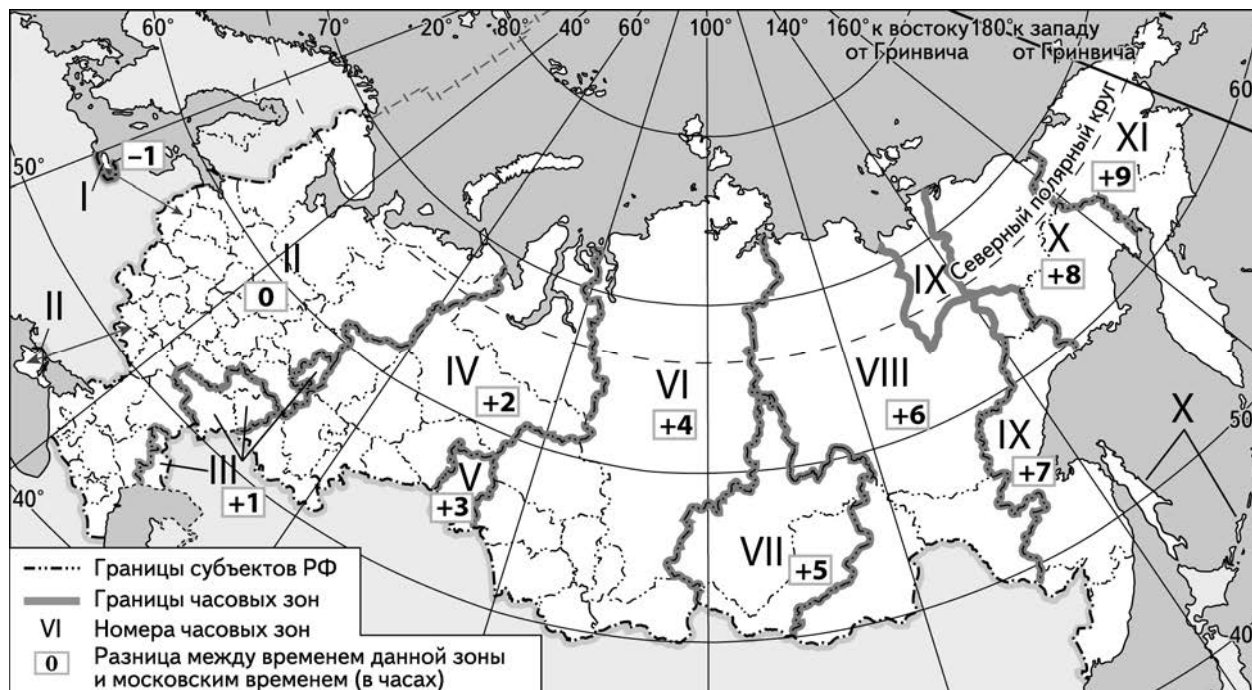 60° 70° 20° 40° 60° 80° 100° 120° 140° 160° к востоку 180° к западу
от Гринвича от Гринвича
60°
Северный полярный круг
XI
+9
50°
–1
I
X
+8
II
0
IX
II
IV
+2
VI
+4
VIII
+6
X
50°
IX
+7
III
+1
V
+3
40°
VII
+5
40°
Границы субъектов РФ
Границы часовых зон
VI Номера часовых зон
0 Разница между временем данной зоны
и московским временем (в часах)